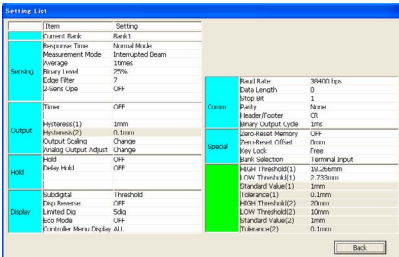 Setting List
Item Setting
Current Bank Bank1
Sensing
Response Time Normal Mode
Measurement Mode Interrupted Beam
Average 1times
Binary Level 25%
Edge Filter 7
2-Sens Ope OFF
Output
Timer OFF
Hysteresis(1) 1mm
Hysteresis(2) 0.1mm
Output Scaling Change
Analog Output Adjust Change
Hold
Hold OFF
Delay Hold OFF
Display
Subdigital Threshold
Disp Reverse OFF
Limited Dig 5dig
Eco Mode OFF
Controller Menu Display ALL
Comm
Baud Rate 38400 bps
Data Length 8
Stop Bit 1
Parity None
Header/Footer CR
Binary Output Cycle 1ms
Special
Zero-Reset Memory OFF
Zero-Reset Offset 0mm
Key Lock Free
Bank Selection Terminal Input
HIGH Threshold(1) 19.266mm
LOW Threshold(1) 2.733mm
Standard Value(1) 1mm
Tolerance(1) 0.1mm
HIGH Threshold(2) 20mm
LOW Threshold(2) 10mm
Standard Value(2) 1mm
Tolerance(2) 0.1mm
Back